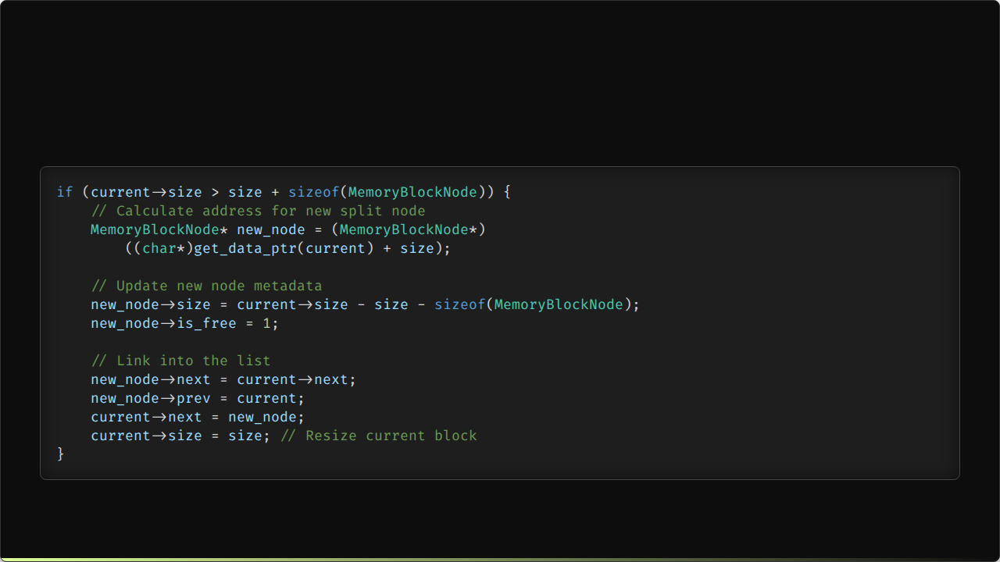 if (current->size > size + sizeof(MemoryBlockNode)) {
    // Calculate address for new split node
    MemoryBlockNode* new_node = (MemoryBlockNode*)
        ((char*)get_data_ptr(current) + size);

    // Update new node metadata
    new_node->size = current->size - size - sizeof(MemoryBlockNode);
    new_node->is_free = 1;

    // Link into the list
    new_node->next = current->next;
    new_node->prev = current;
    current->next = new_node;
    current->size = size; // Resize current block
}